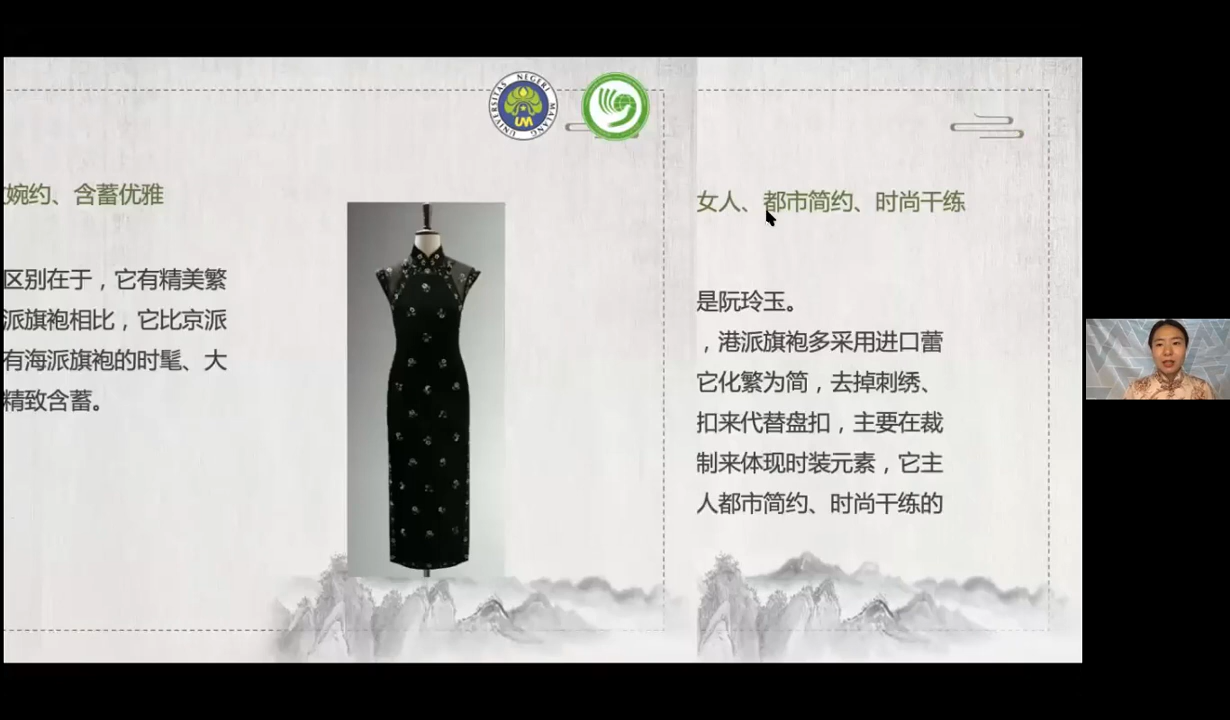 UNIVERSITAS NEGERI MALANG
UM
婉约、含蓄优雅
区别在于，它有精美繁
派旗袍相比，它比京派
有海派旗袍的时髦、大
精致含蓄。
女人、都市简约、时尚干练
是阮玲玉。
，港派旗袍多采用进口蕾
它化繁为简，去掉刺绣、
扣来代替盘扣，主要在裁
制来体现时装元素，它主
人都市简约、时尚干练的